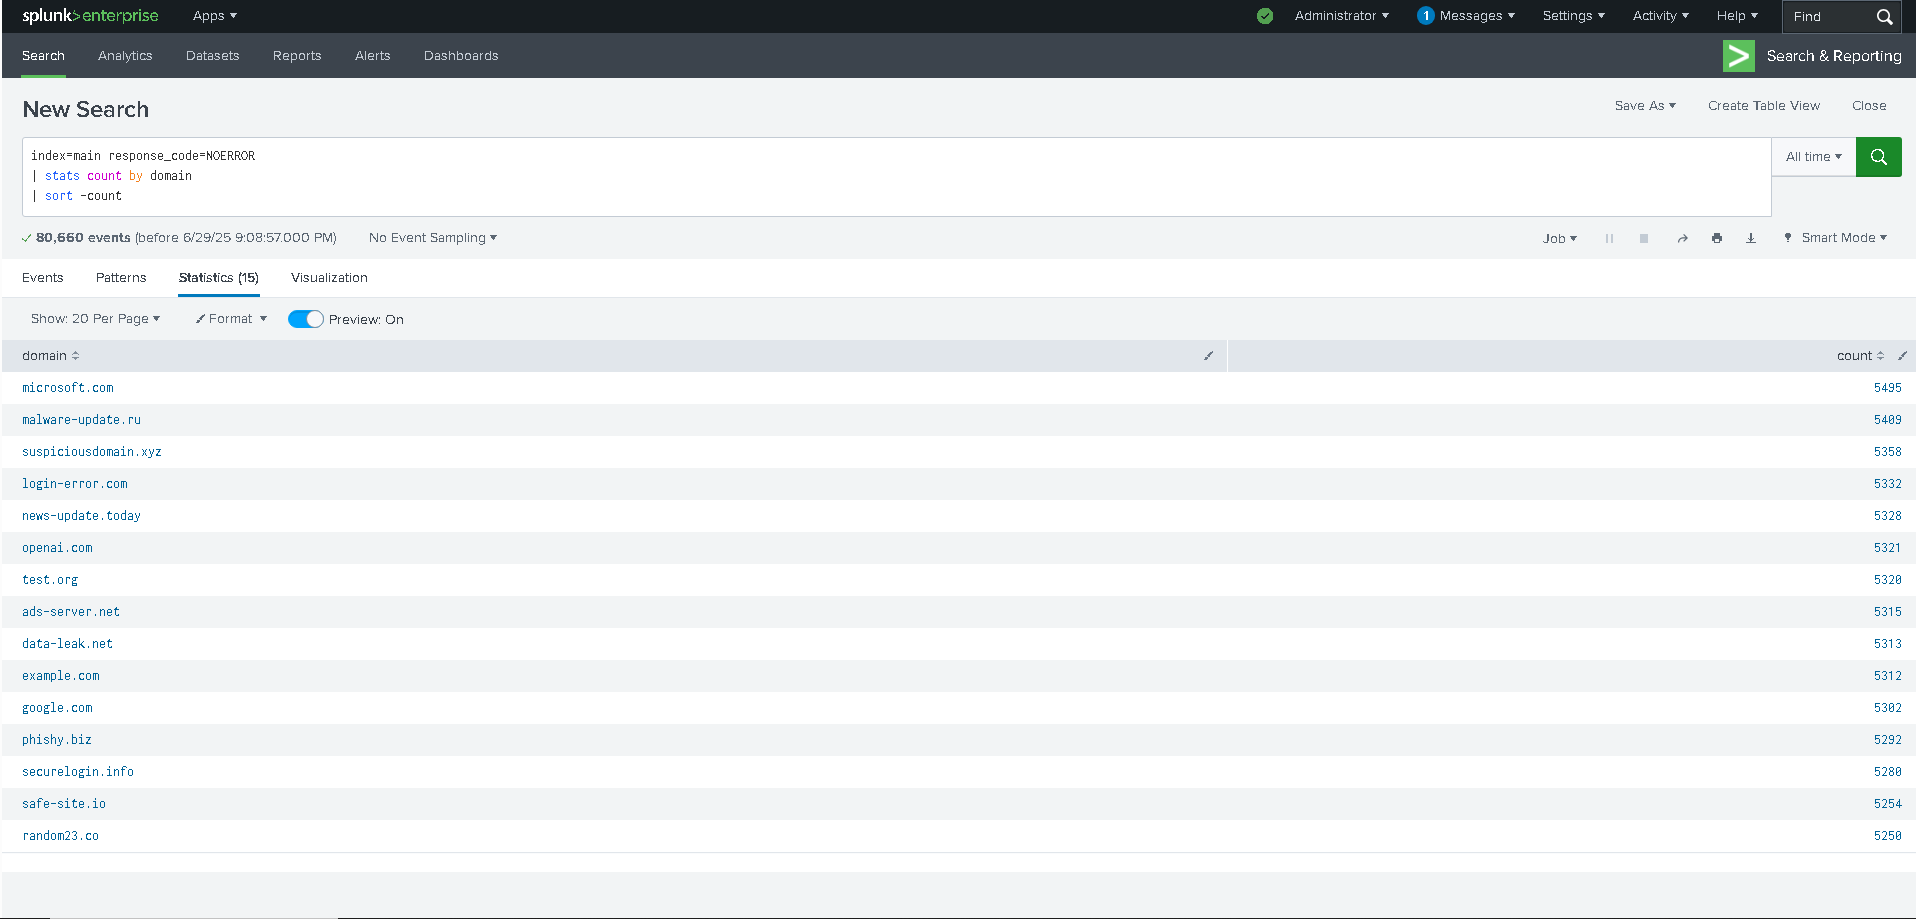 splunk>enterprise Apps Administrator 1 Messages Settings Activity Help Find
Search Analytics Datasets Reports Alerts Dashboards Search & Reporting
New Search Save As Create Table View Close
index=main response_code=NOERROR
| stats count by domain
| sort -count
All time
80,660 events (before 6/29/25 9:08:57.000 PM) No Event Sampling Job Smart Mode
Events Patterns Statistics (15) Visualization
Show: 20 Per Page Format Preview: On
domain count
microsoft.com 5495
malware-update.ru 5409
suspiciousdomain.xyz 5358
login-error.com 5332
news-update.today 5328
openai.com 5321
test.org 5320
ads-server.net 5315
data-leak.net 5313
example.com 5312
google.com 5302
phishy.biz 5292
securelogin.info 5280
safe-site.io 5254
random23.co 5250